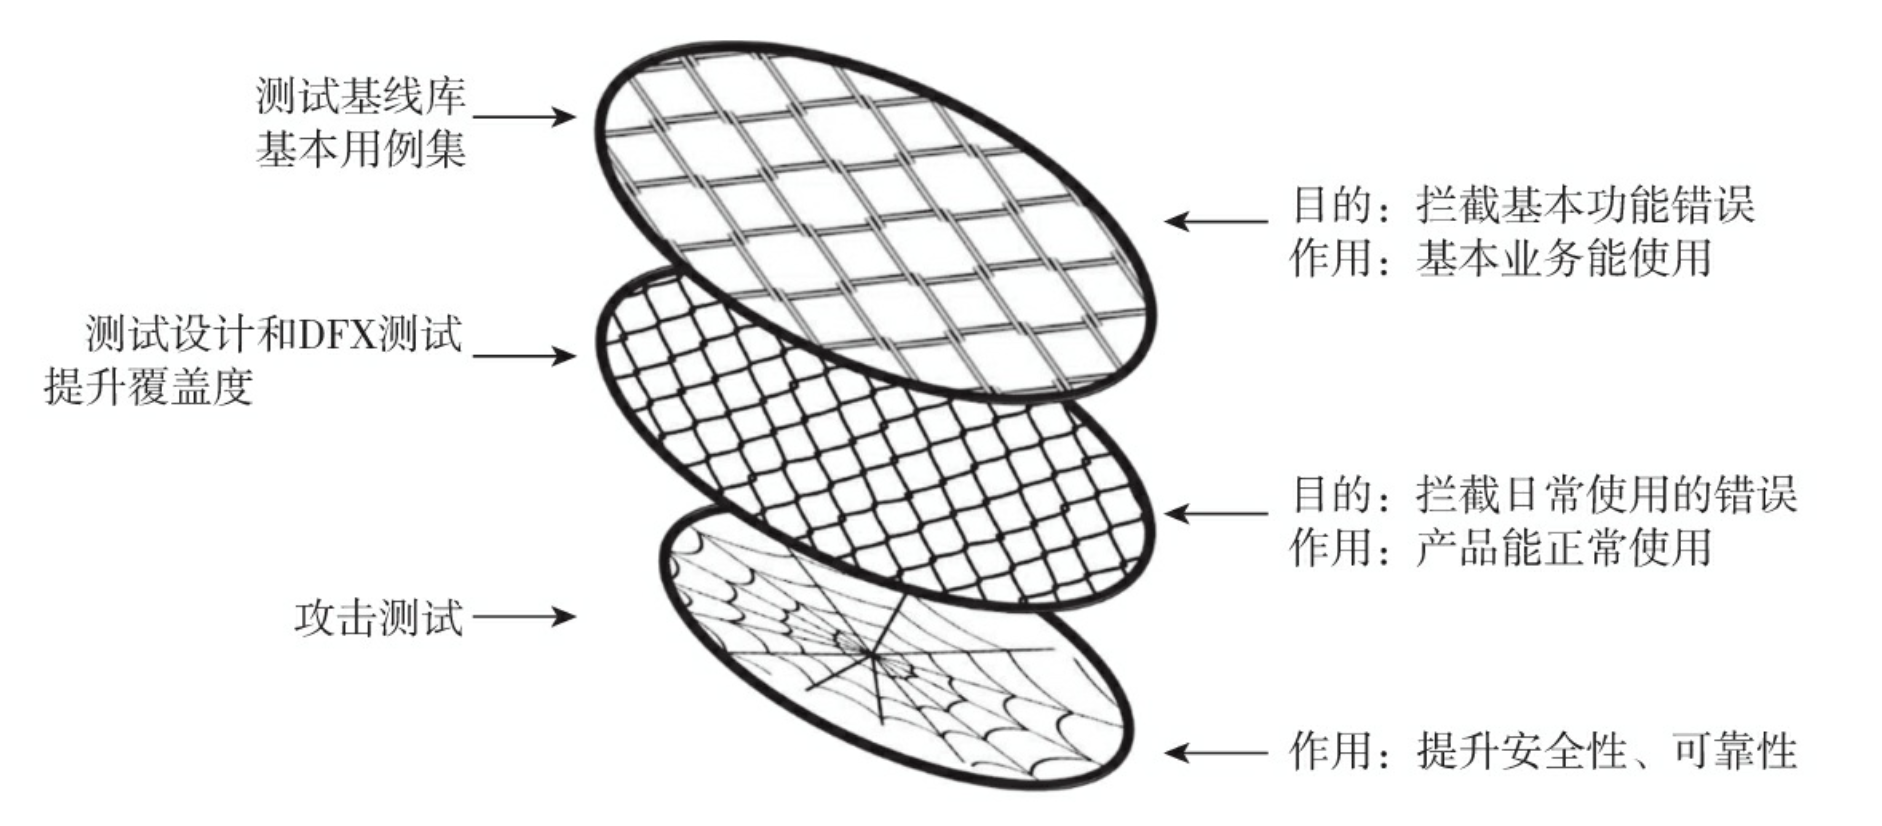 测试基线库
基本用例集
目的：拦截基本功能错误
作用：基本业务能使用
测试设计和DFX测试
提升覆盖度
目的：拦截日常使用的错误
作用：产品能正常使用
攻击测试
作用：提升安全性、可靠性